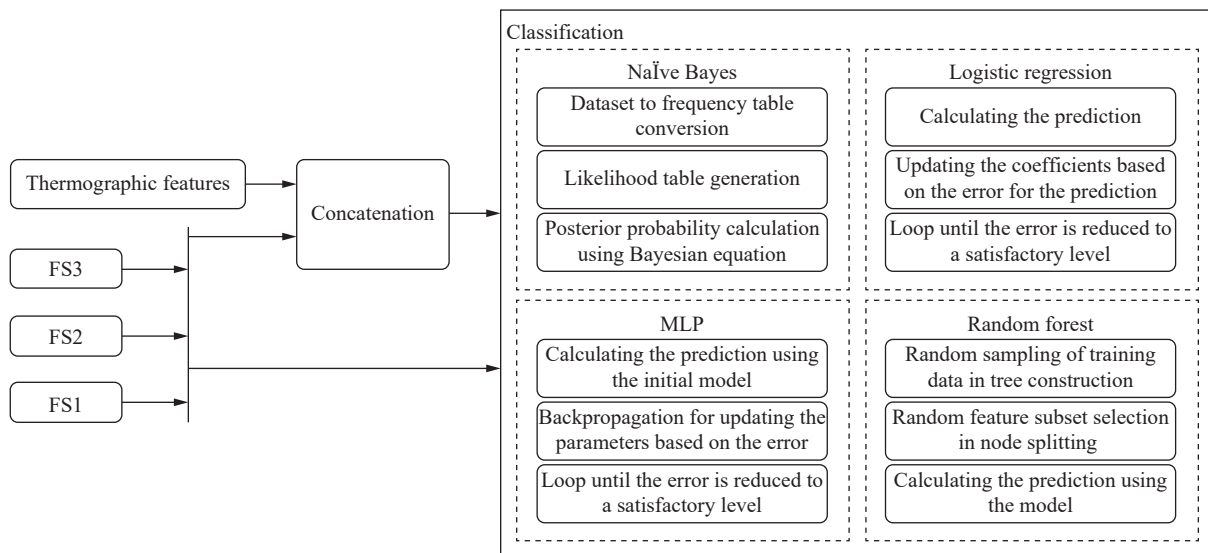 Thermographic features
FS3
FS2
FS1
Concatenation
Classification
NaÏve Bayes
Dataset to frequency table
conversion
Likelihood table generation
Posterior probability calculation
using Bayesian equation
Logistic regression
Calculating the prediction
Updating the coefficients based
on the error for the prediction
Loop until the error is reduced to
a satisfactory level
MLP
Calculating the prediction using
the initial model
Backpropagation for updating the
parameters based on the error
Loop until the error is reduced to
a satisfactory level
Random forest
Random sampling of training
data in tree construction
Random feature subset selection
in node splitting
Calculating the prediction using
the model